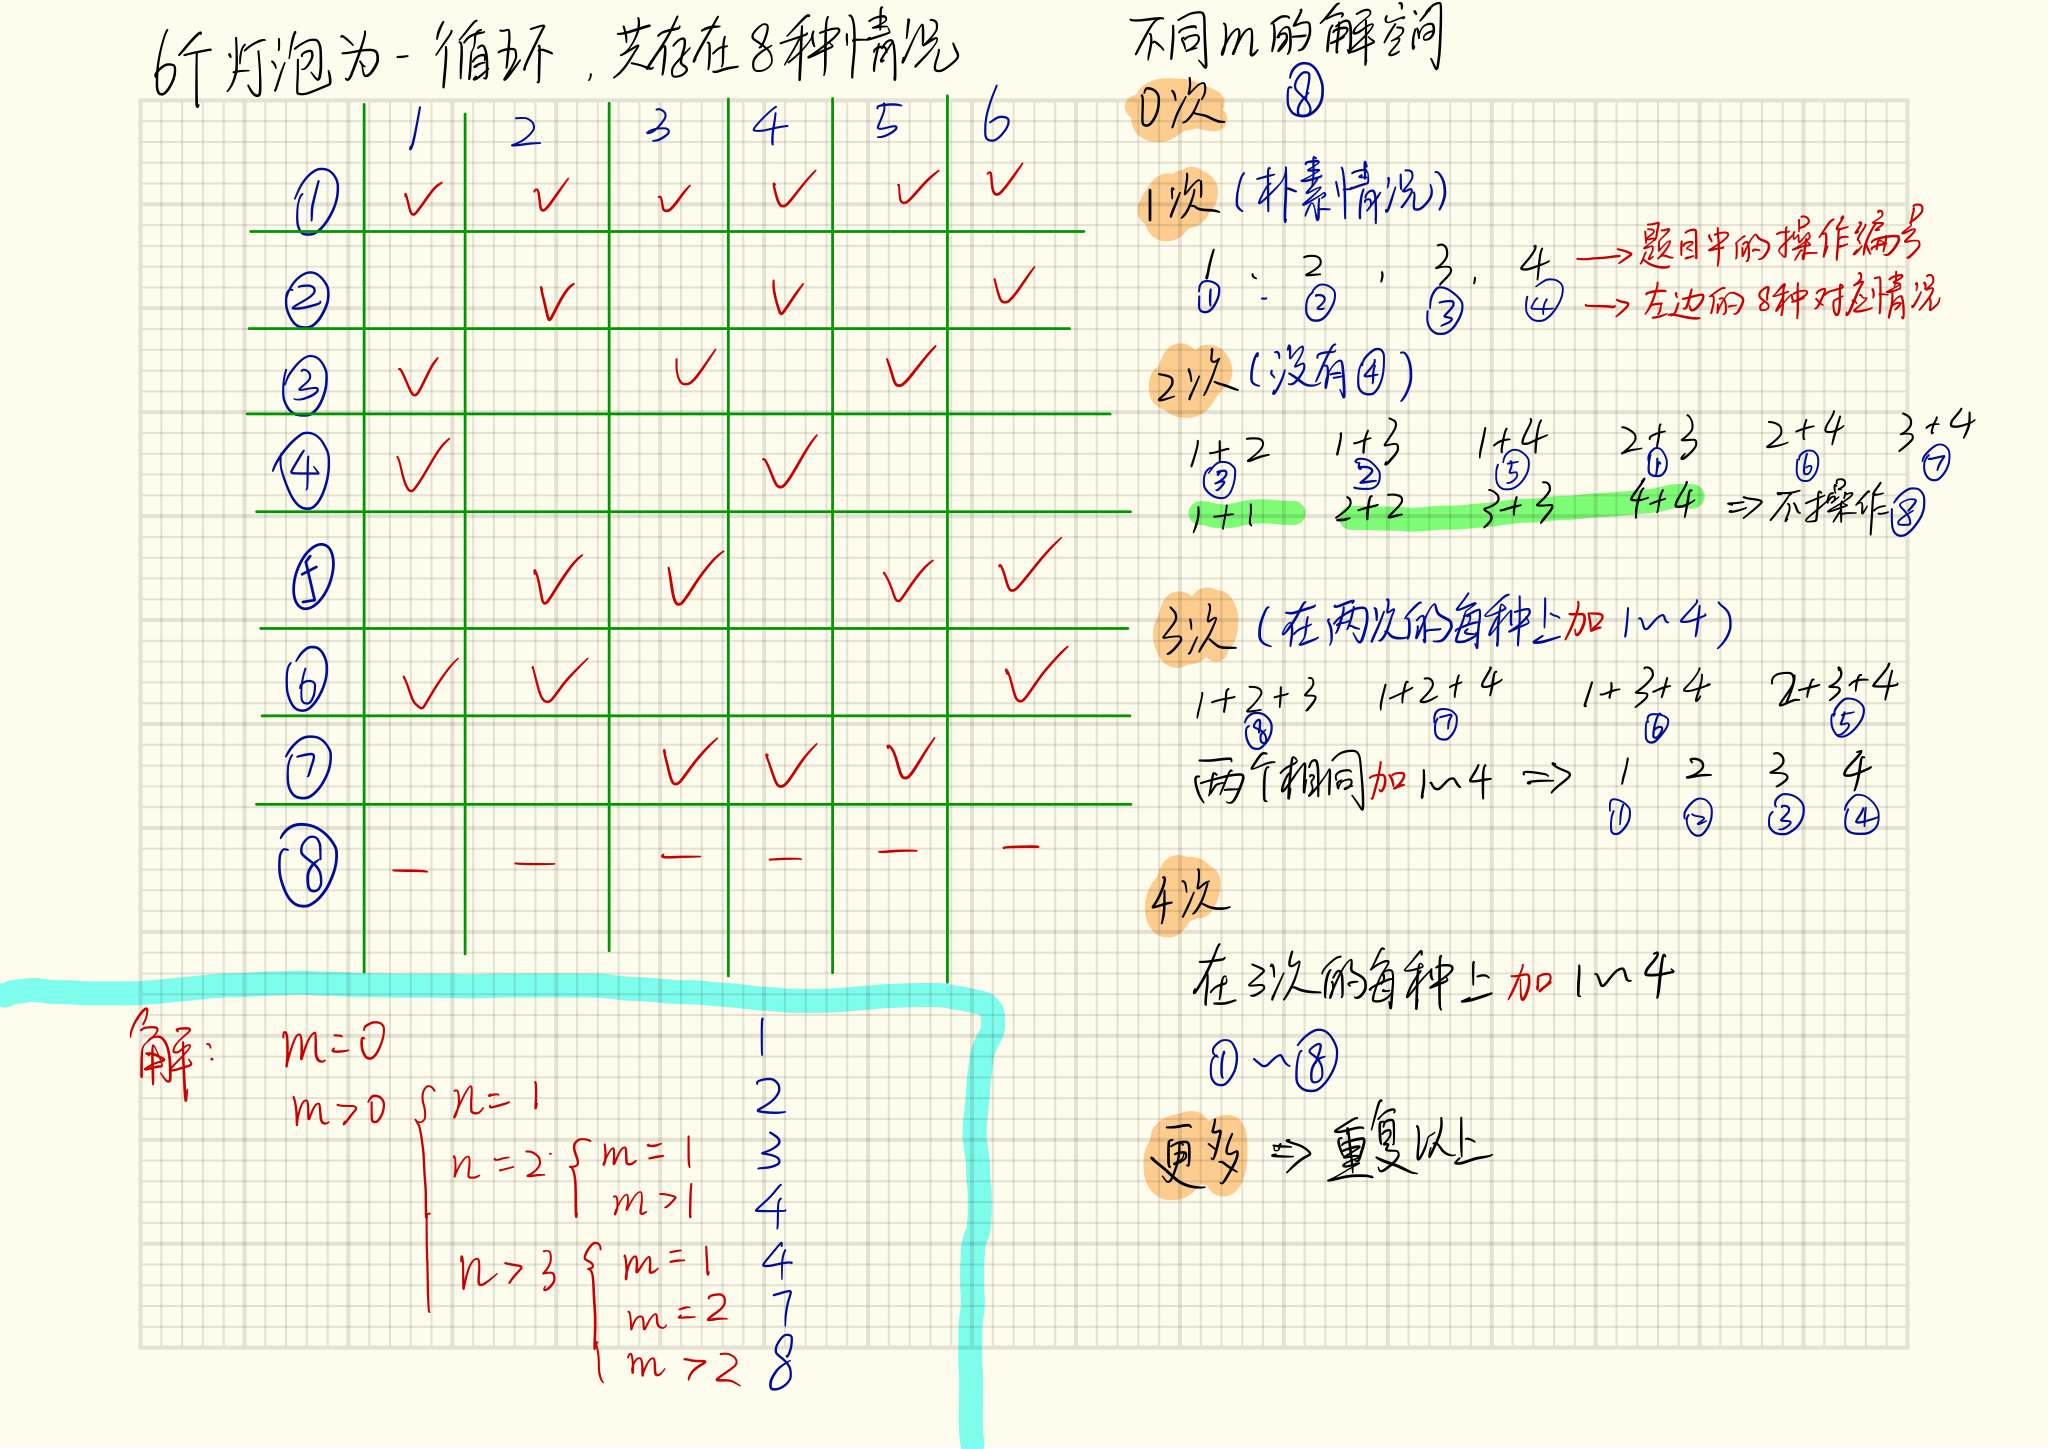 6个灯泡为一循环，共存在8种情况
1 2 3 4 5 6
① ✓ ✓ ✓ ✓ ✓ ✓
② ✓ ✓ ✓
③ ✓ ✓ ✓
④ ✓ ✓
⑤ ✓ ✓ ✓ ✓
⑥ ✓ ✓ ✓
⑦ ✓ ✓ ✓
⑧ — — — — — —
解: m=0 1
m>0 { n=1 2
n=2 { m=1 3
m>1 4
n>3 { m=1 4
m=2 7
m>2 8
不同m的解空间
0次 ⑧
1次(朴素情况)
1 , 2 , 3 , 4 → 题目中的操作编号
① ② ③ ④ → 左边的8种对应情况
2次(没有④)
1+2 1+3 1+4 2+3 2+4 3+4
③ ② ⑤ ① ⑥ ⑦
1+1 2+2 3+3 4+4 => 不操作⑧
3次(在两次的每种上加1~4)
1+2+3 1+2+4 1+3+4 2+3+4
⑧ ⑦ ⑥ ⑤
两个相同加1~4 => 1 2 3 4
① ② ③ ④
4次
在3次的每种上加1~4
①~⑧
更多 => 重复以上